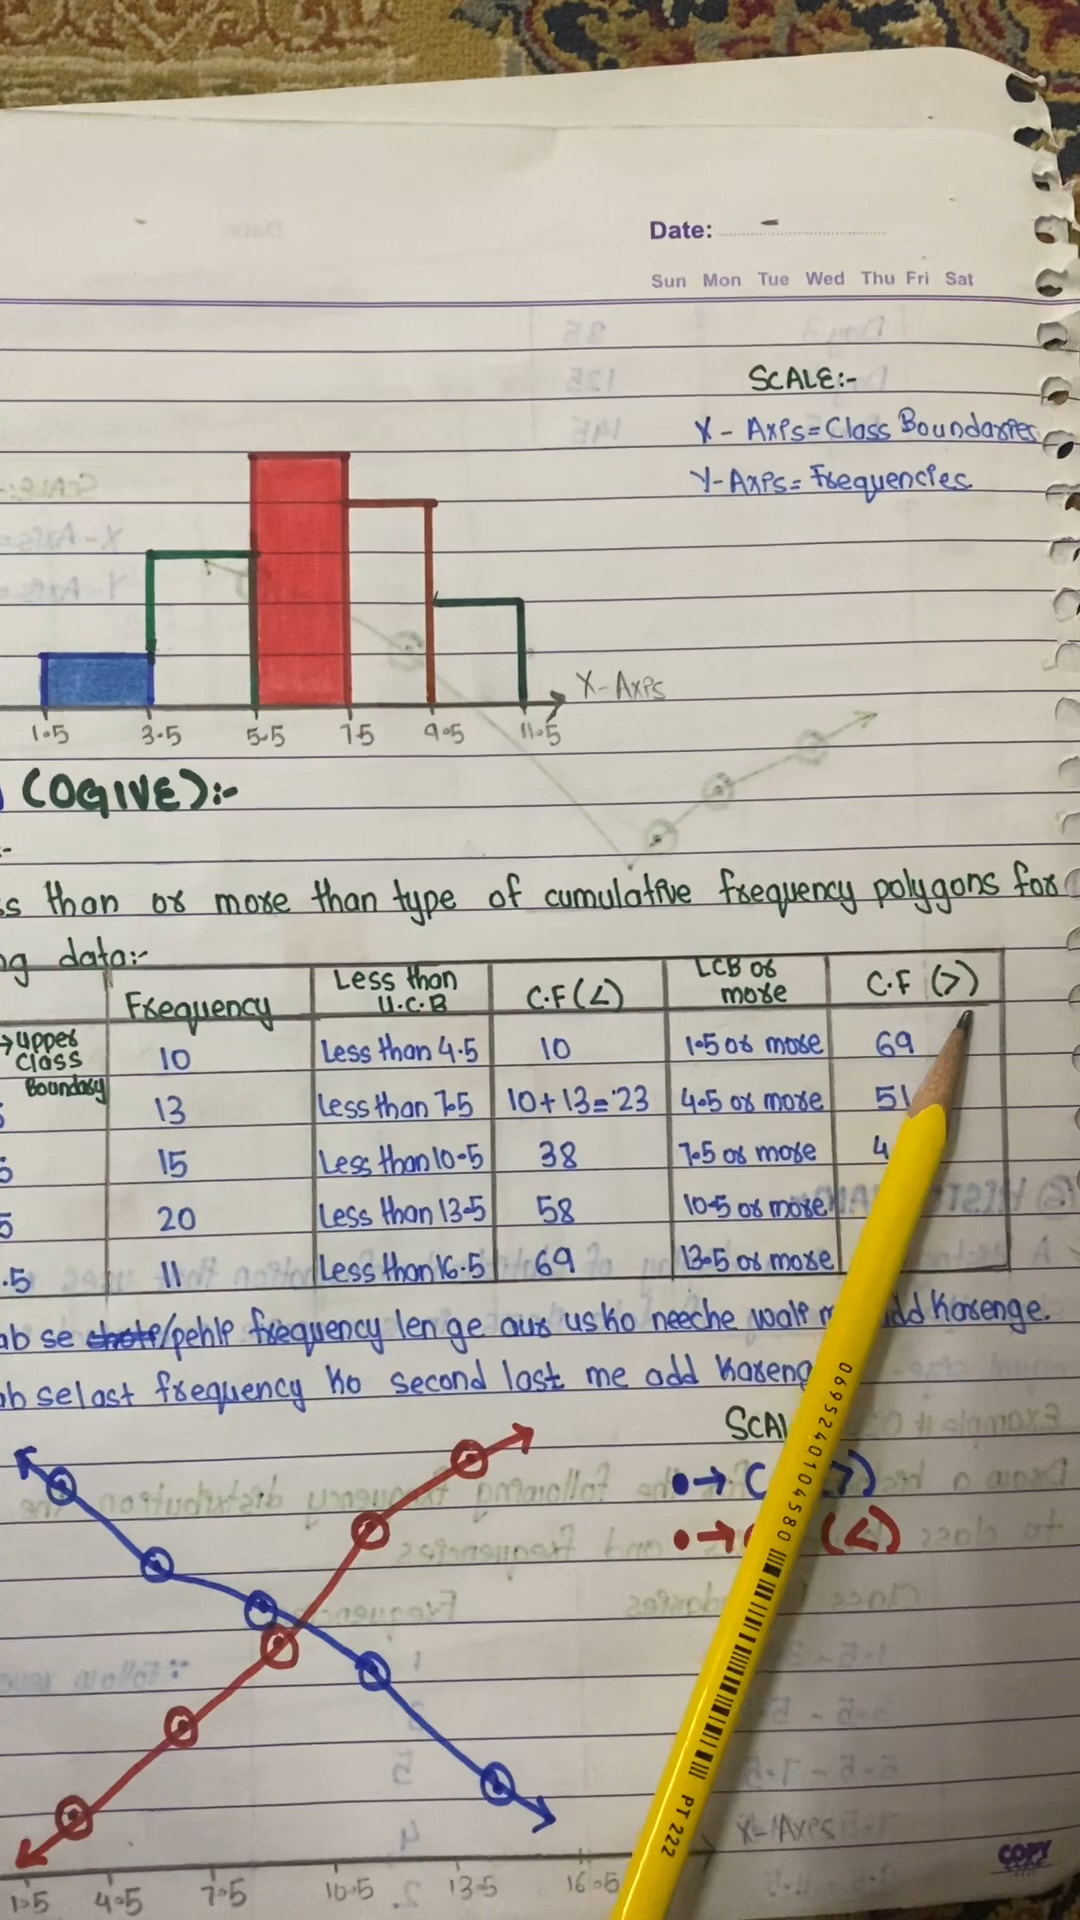 Date:
Sun Mon Tue Wed Thu Fri Sat
SCALE:-
X-Axis=Class Boundaries
Y-Axis=Frequencies
X-Axis
1.5 3.5 5.5 7.5 9.5 11.5
(OGIVE):-
than or more than type of cumulative frequency polygons for
data:-
Frequency Less than U.C.B C.F(<) LCB or more C.F (>)
→Upper Class Boundary
10 Less than 4.5 10 1.5 or more 69
13 Less than 7.5 10+13=23 4.5 or more 51
15 Less than 10.5 38 7.5 or more 4
20 Less than 13.5 58 10.5 or more
.5 11 Less than 16.5 69 13.5 or more
se /pehle frequency len ge aur usko neeche wali add karenge.
se last frequency ko second last me add
•→ C >)
•→ (<)
X-Axis
1.5 4.5 7.5 10.5 13.5 16.5
COPY
0695240104580
PT 222